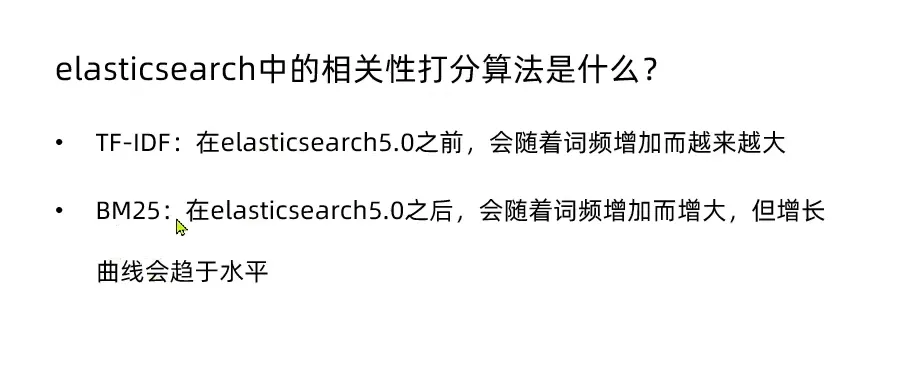 elasticsearch中的相关性打分算法是什么？
• TF-IDF：在elasticsearch5.0之前，会随着词频增加而越来越大
• BM25：在elasticsearch5.0之后，会随着词频增加而增大，但增长
曲线会趋于水平